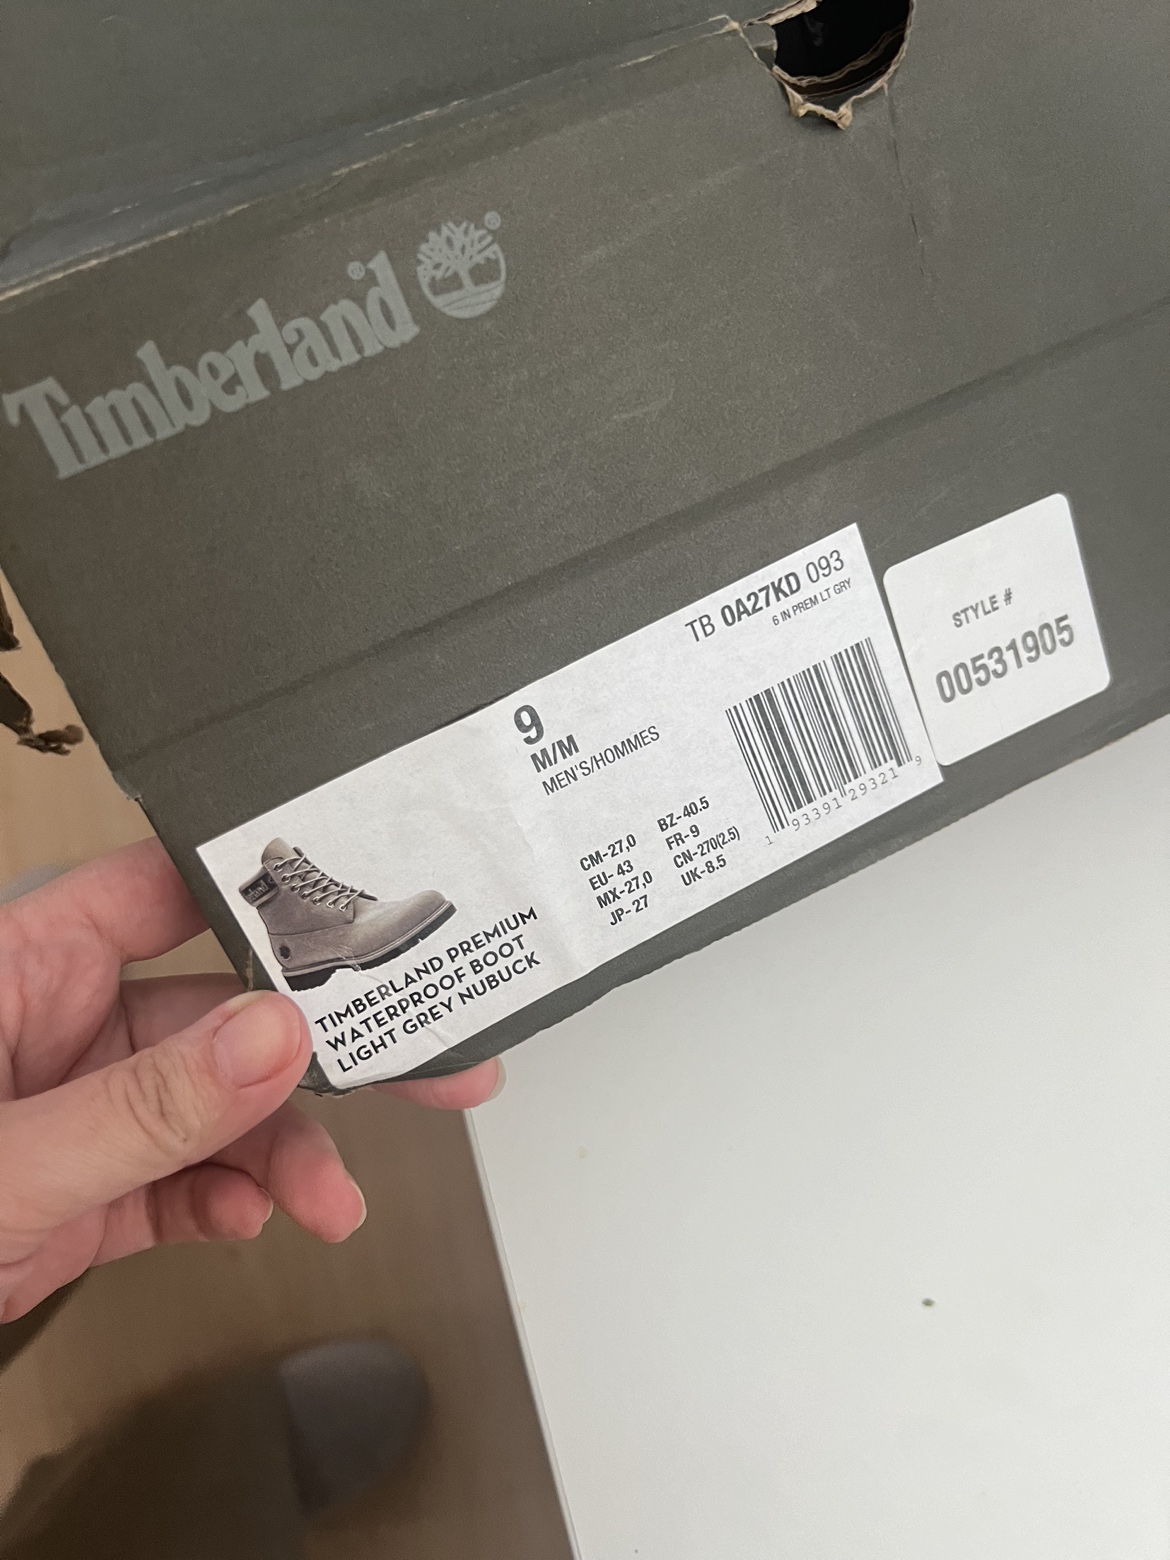 Timberland®
®
TB 0A27KD 093
6 IN PREM LT GRY
9
M/M
MEN'S/HOMMES
CM-27,0 BZ-40.5
EU-43 FR-9
MX-27,0 CN-270(2.5)
JP-27 UK-8.5
1 93391 29321 9
TIMBERLAND PREMIUM
WATERPROOF BOOT
LIGHT GREY NUBUCK
STYLE #
00531905